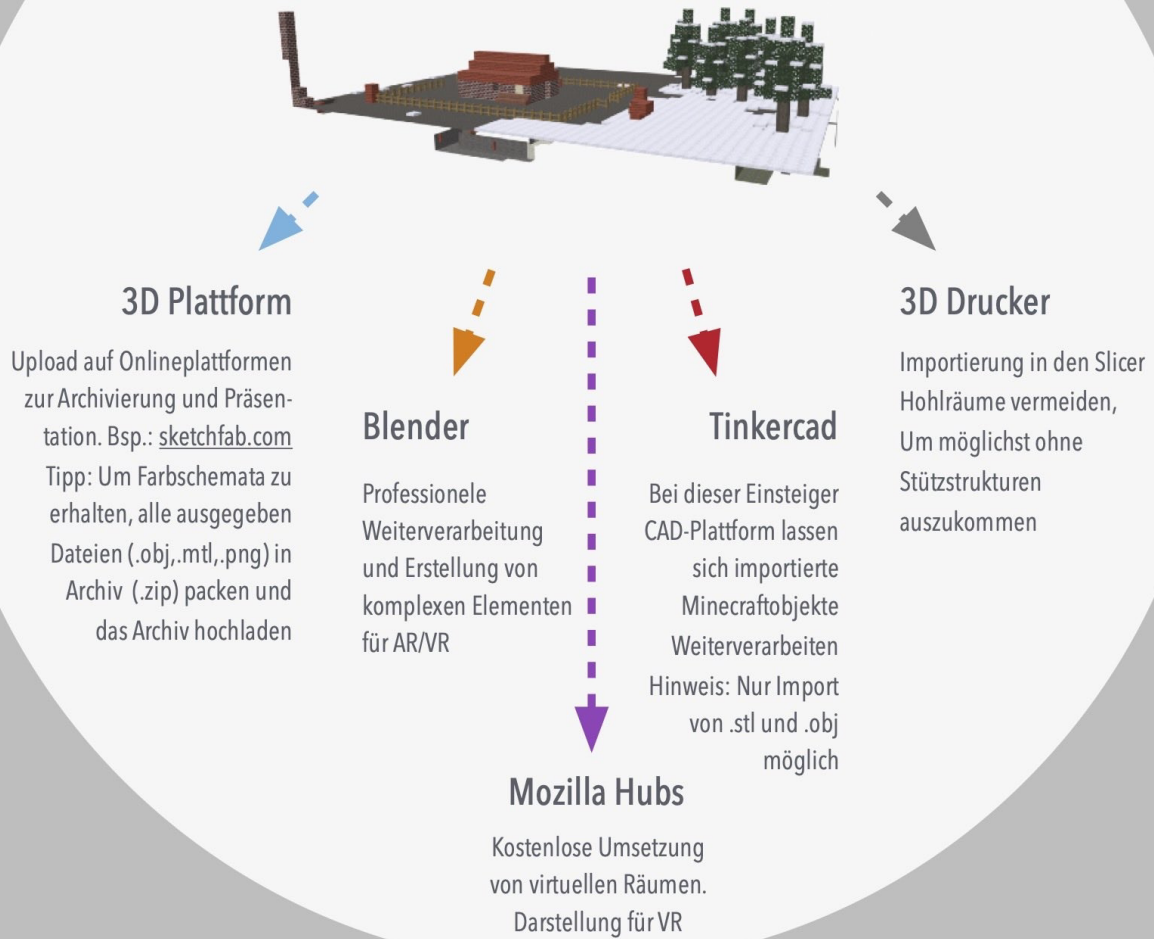 3D Plattform
Upload auf Onlineplattformen
zur Archivierung und Präsen-
tation. Bsp.: sketchfab.com
Tipp: Um Farbschemata zu
erhalten, alle ausgegeben
Dateien (.obj,.mtl,.png) in
Archiv (.zip) packen und
das Archiv hochladen
Blender
Professionele
Weiterverarbeitung
und Erstellung von
komplexen Elementen
für AR/VR
Mozilla Hubs
Kostenlose Umsetzung
von virtuellen Räumen.
Darstellung für VR
Tinkercad
Bei dieser Einsteiger
CAD-Plattform lassen
sich importierte
Minecraftobjekte
Weiterverarbeiten
Hinweis: Nur Import
von .stl und .obj
möglich
3D Drucker
Importierung in den Slicer
Hohlräume vermeiden,
Um möglichst ohne
Stützstrukturen
auszukommen